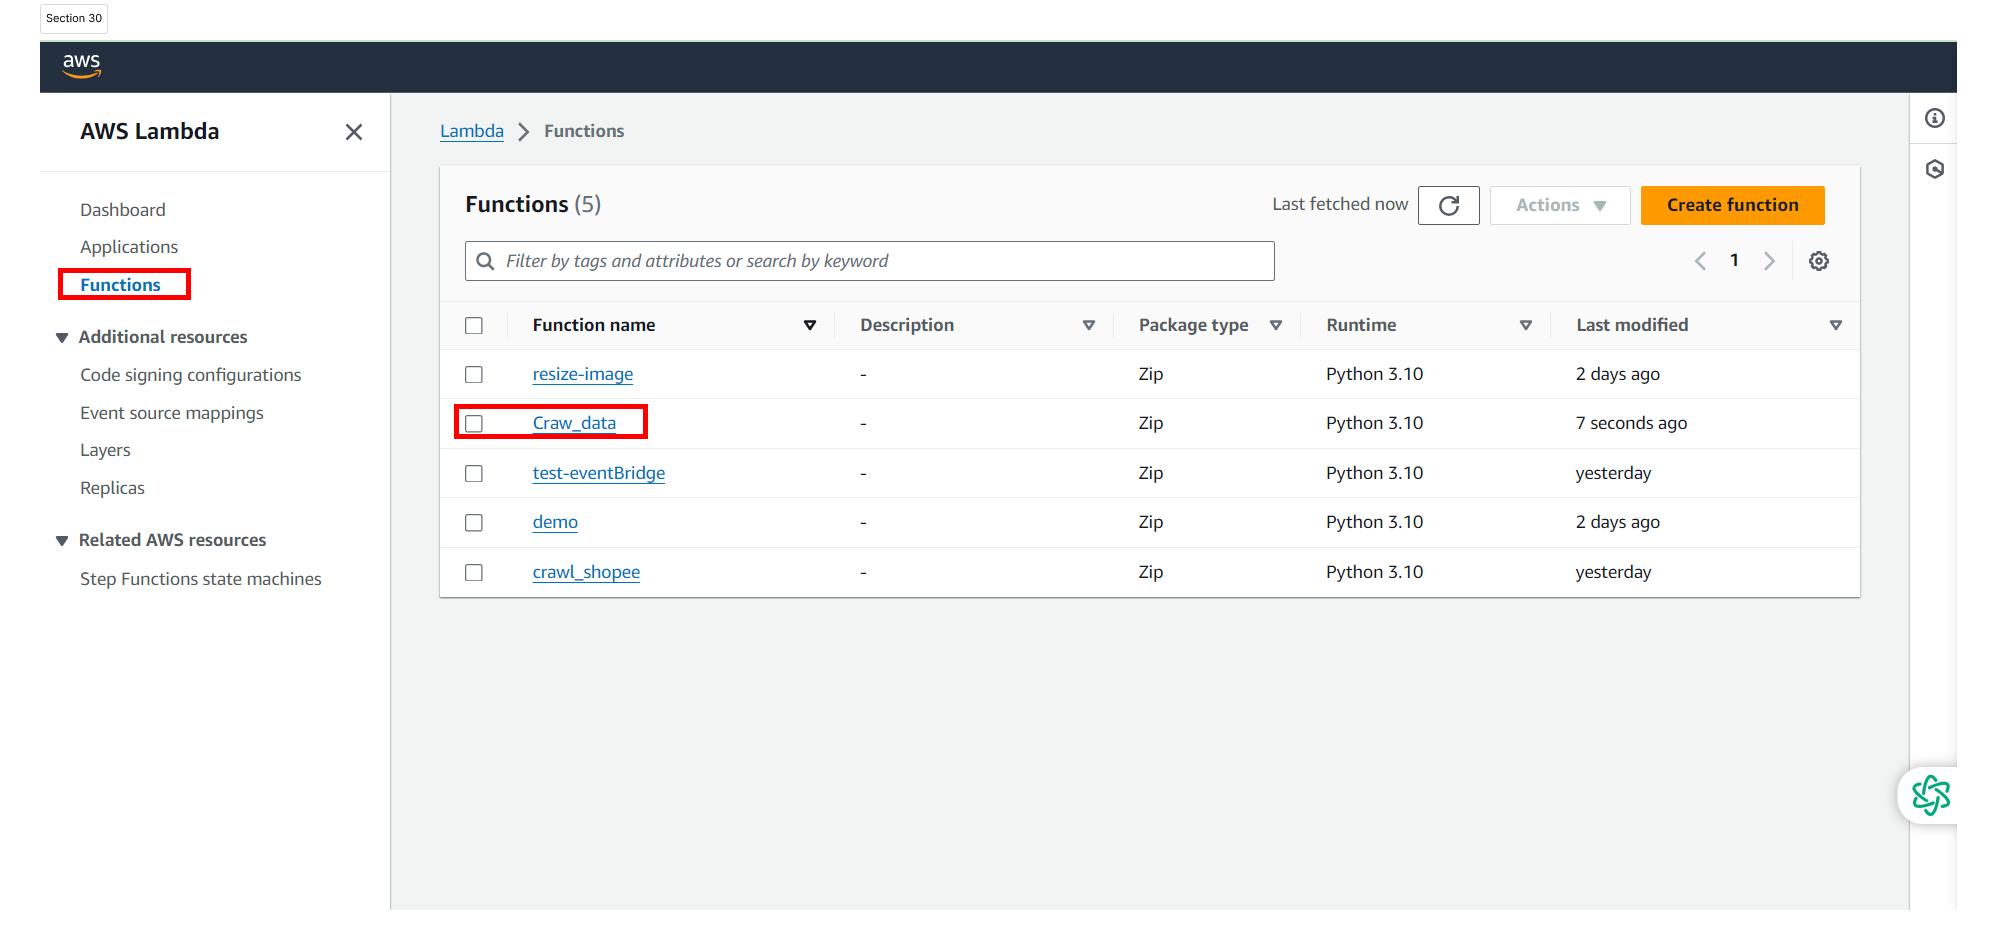 Section 30
aws
AWS Lambda
Dashboard
Applications
Functions
Additional resources
Code signing configurations
Event source mappings
Layers
Replicas
Related AWS resources
Step Functions state machines
Lambda > Functions
Functions (5) Last fetched now Actions Create function
Filter by tags and attributes or search by keyword 1
Function name Description Package type Runtime Last modified
resize-image - Zip Python 3.10 2 days ago
Craw_data - Zip Python 3.10 7 seconds ago
test-eventBridge - Zip Python 3.10 yesterday
demo - Zip Python 3.10 2 days ago
crawl_shopee - Zip Python 3.10 yesterday